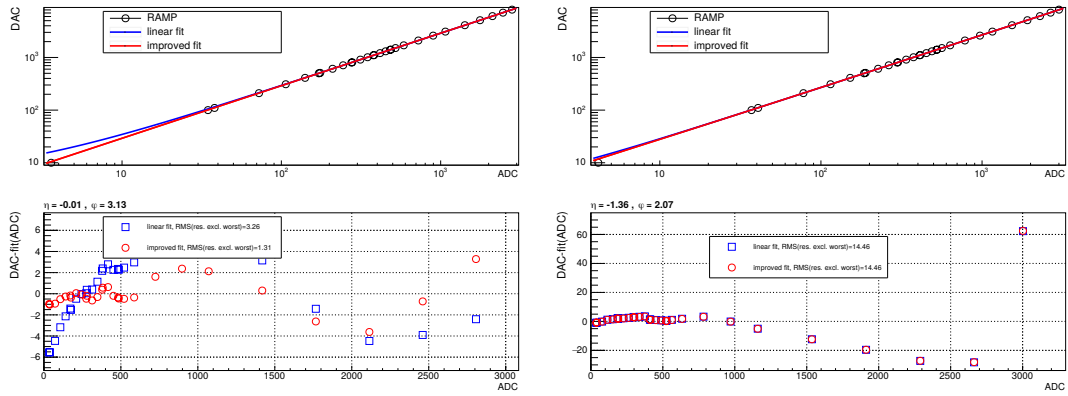 DAC
RAMP
linear fit
improved fit
10³
10²
10
10
10²
10³
ADC
DAC
RAMP
linear fit
improved fit
10³
10²
10
10
10²
10³
ADC
η = -0.01 , φ = 3.13
DAC-fit(ADC)
linear fit, RMS(res. excl. worst)=3.26
improved fit, RMS(res. excl. worst)=1.31
6
4
2
0
−2
−4
−6
0 500 1000 1500 2000 2500 3000
ADC
η = -1.36 , φ = 2.07
DAC-fit(ADC)
linear fit, RMS(res. excl. worst)=14.46
improved fit, RMS(res. excl. worst)=14.46
60
40
20
0
−20
0 500 1000 1500 2000 2500 3000
ADC